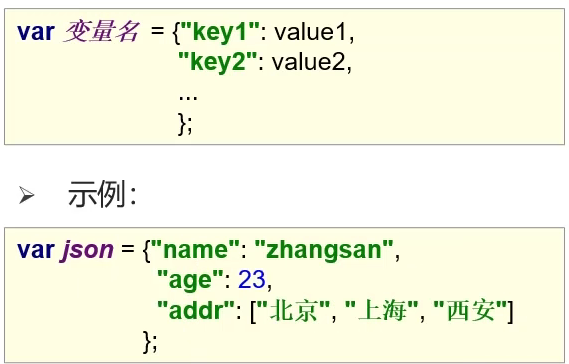 var 变量名 = {"key1": value1,
"key2": value2,
...
};
➢ 示例：
var json = {"name": "zhangsan",
"age": 23,
"addr": ["北京", "上海", "西安"]
};